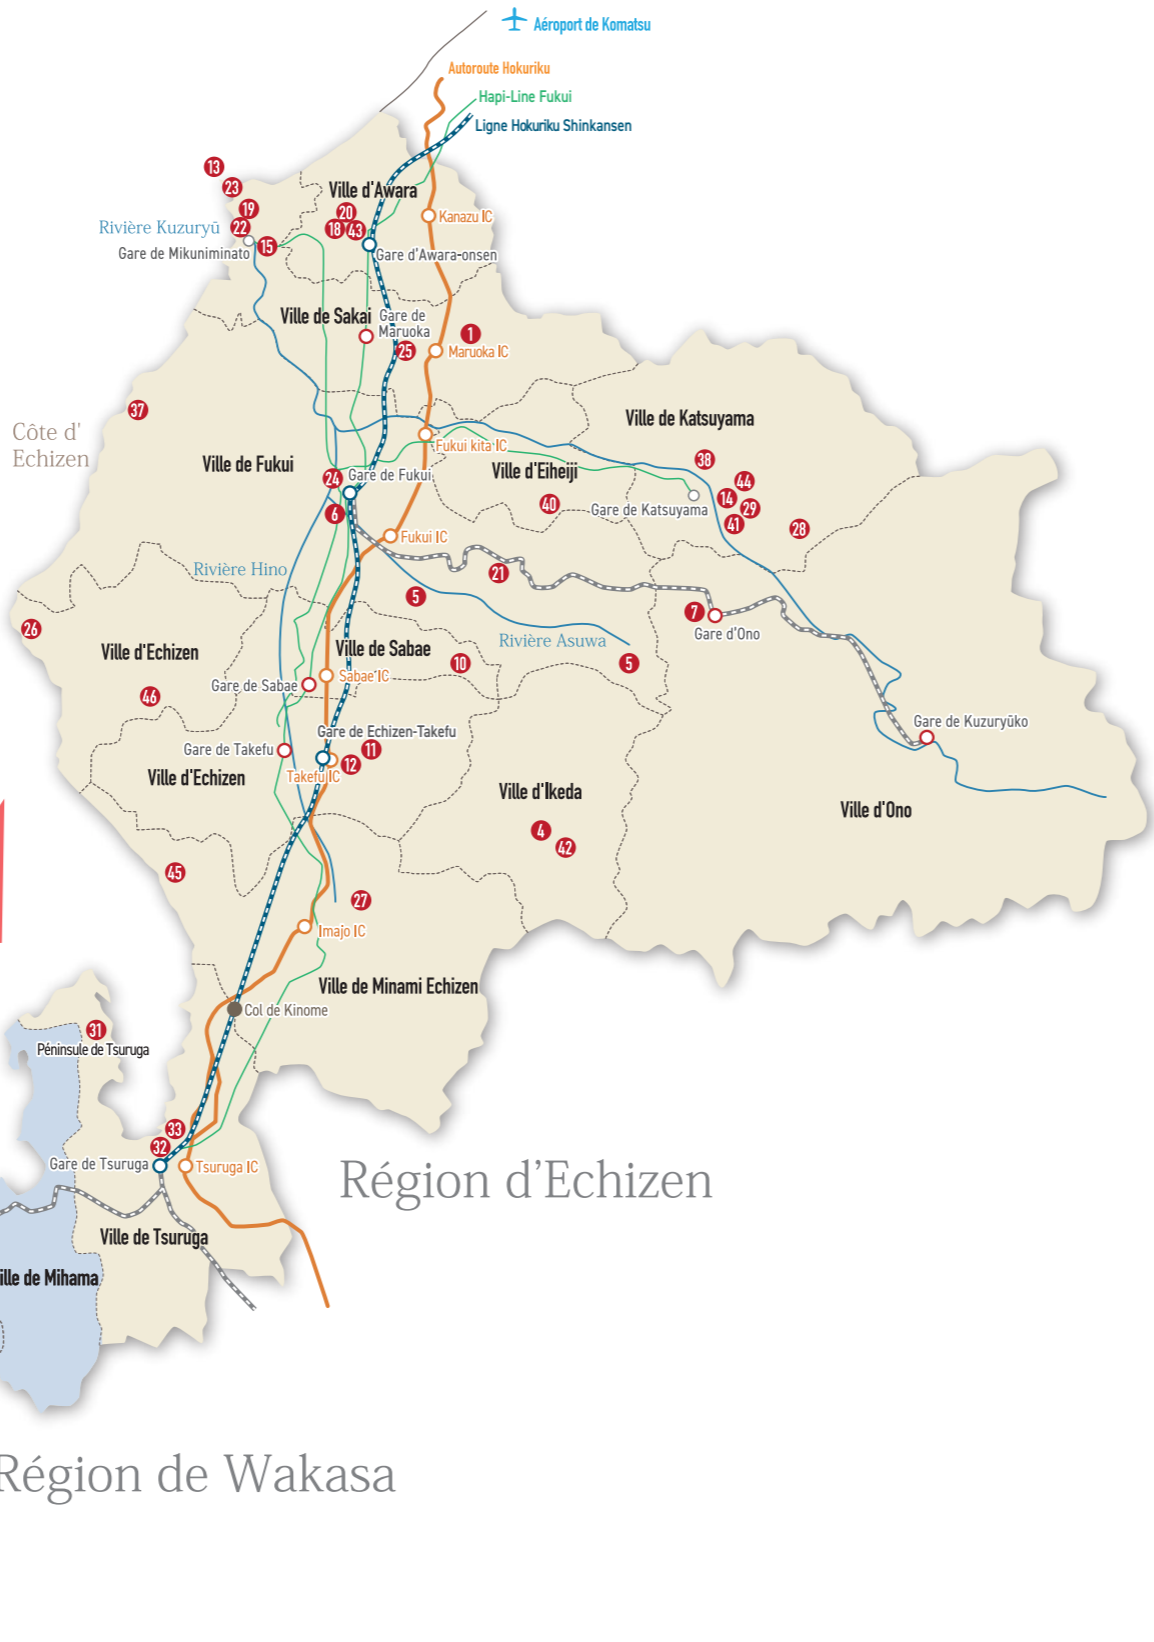 Aéroport de Komatsu
Autoroute Hokuriku
Hapi-Line Fukui
Ligne Hokuriku Shinkansen
13
23
19
22
15
Rivière Kuzuryū
Gare de Mikuniminato
Ville d'Awara
20
18
43
Kanazu IC
Gare d'Awara-onsen
Ville de Sakai
Gare de
Maruoka
25
1
Maruoka IC
37
Côte d'
Echizen
Ville de Fukui
24
Gare de Fukui
6
Fukui kita IC
Ville d'Eiheiji
40
Ville de Katsuyama
38
44
14
29
41
28
Gare de Katsuyama
Fukui IC
Rivière Hino
21
5
26
Ville d'Echizen
46
Ville de Sabae
10
Rivière Asuwa
5
7
Gare d'Ono
Sabae IC
Gare de Sabae
Gare de Echizen-Takefu
Gare de Takefu
11
12
Takefu IC
Ville d'Echizen
Gare de Kuzuryūko
Ville d'Ikeda
4
42
Ville d'Ono
45
27
Imajo IC
Ville de Minami Echizen
Col de Kinome
31
Péninsule de Tsuruga
33
32
Gare de Tsuruga
Tsuruga IC
Région d’Echizen
Ville de Tsuruga
ille de Mihama
Région de Wakasa